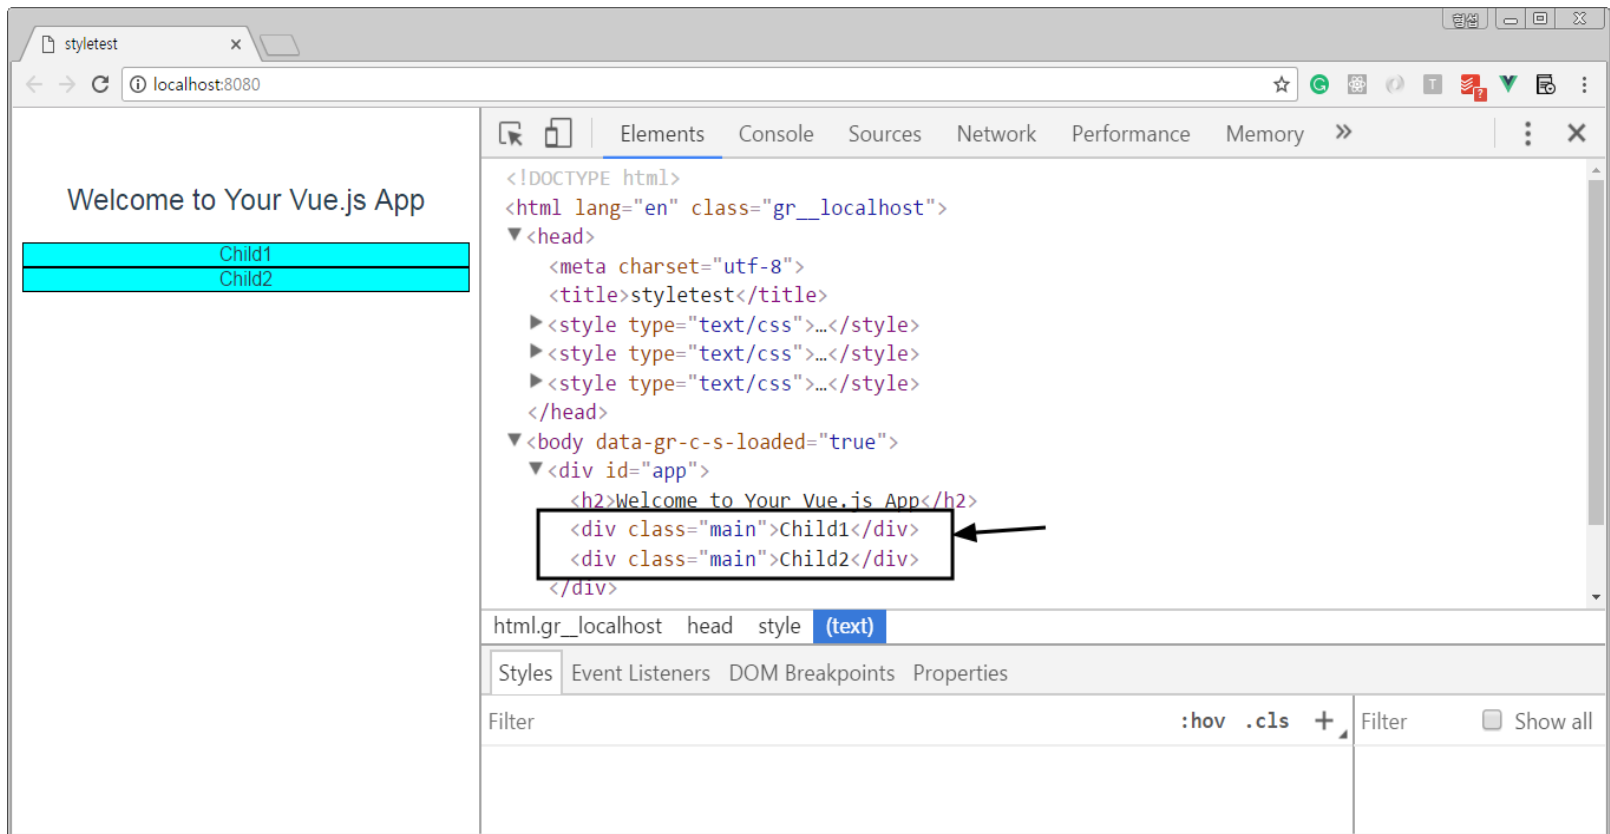 형섭
styletest
localhost:8080
T
?
Elements Console Sources Network Performance Memory »
Welcome to Your Vue.js App
Child1
Child2
<!DOCTYPE html>
<html lang="en" class="gr__localhost">
▼<head>
<meta charset="utf-8">
<title>styletest</title>
▶<style type="text/css">…</style>
▶<style type="text/css">…</style>
▶<style type="text/css">…</style>
</head>
▼<body data-gr-c-s-loaded="true">
▼<div id="app">
<h2>Welcome to Your Vue.js App</h2>
<div class="main">Child1</div>
<div class="main">Child2</div>
</div>
html.gr__localhost head style (text)
Styles Event Listeners DOM Breakpoints Properties
Filter :hov .cls + Filter Show all